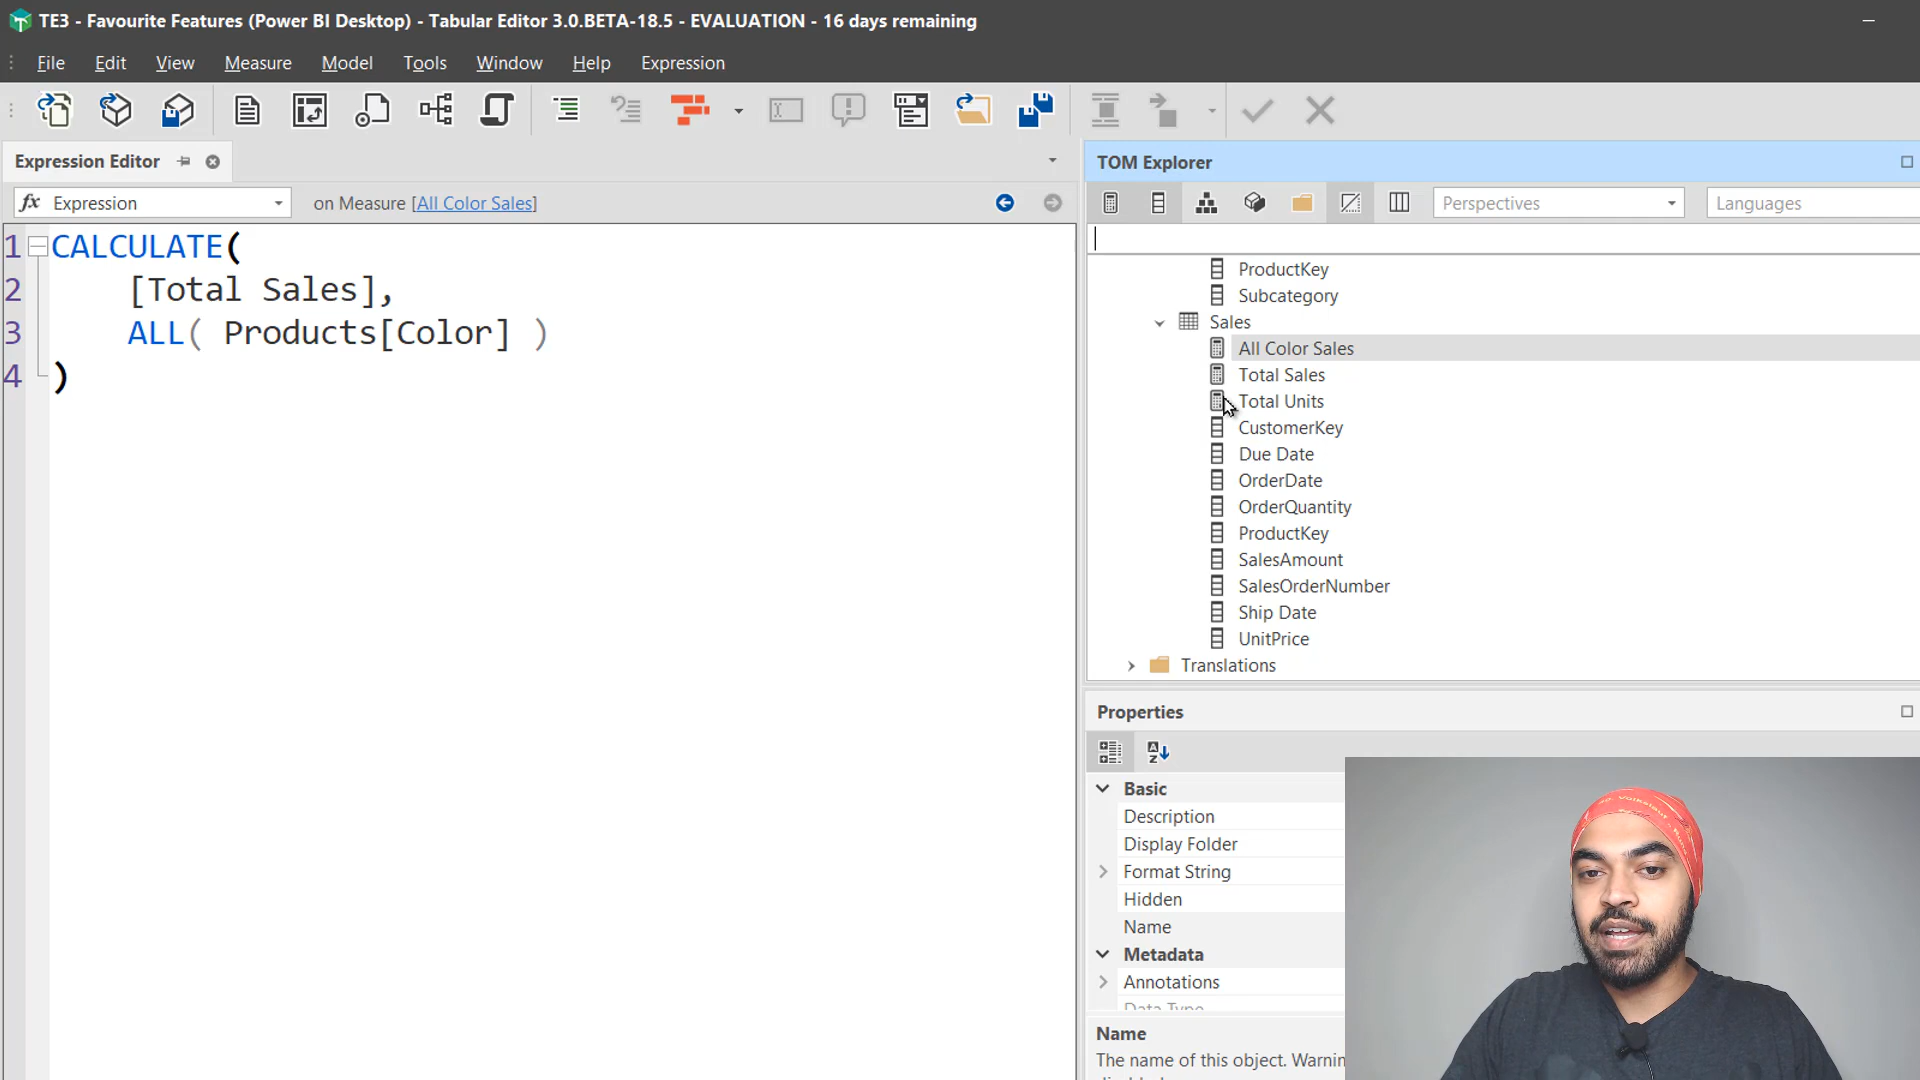 TE3 - Favourite Features (Power BI Desktop) - Tabular Editor 3.0.BETA-18.5 - EVALUATION - 16 days remaining
File Edit View Measure Model Tools Window Help Expression
Expression Editor
Expression on Measure [All Color Sales]
1 CALCULATE(
2 [Total Sales],
3 ALL( Products[Color] )
4 )
TOM Explorer
Perspectives Languages
ProductKey
Subcategory
Sales
All Color Sales
Total Sales
Total Units
CustomerKey
Due Date
OrderDate
OrderQuantity
ProductKey
SalesAmount
SalesOrderNumber
Ship Date
UnitPrice
Translations
Properties
Basic
Description
Display Folder
Format String
Hidden
Name
Metadata
Annotations
Data Type
Name
The name of this object. Warnin